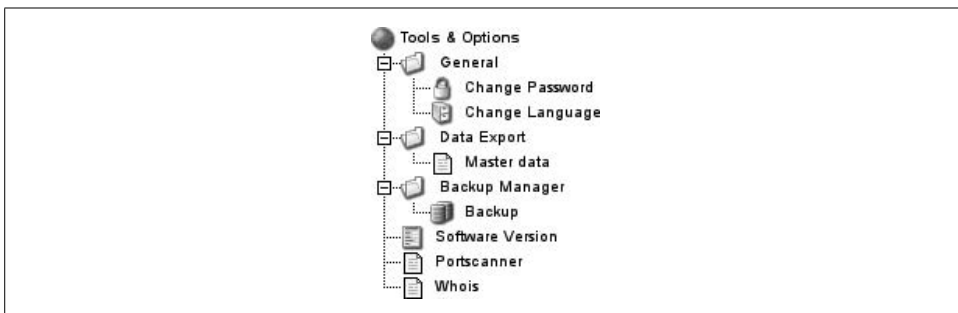 Tools & Options
General
Change Password
Change Language
Data Export
Master data
Backup Manager
Backup
Software Version
Portscanner
Whois